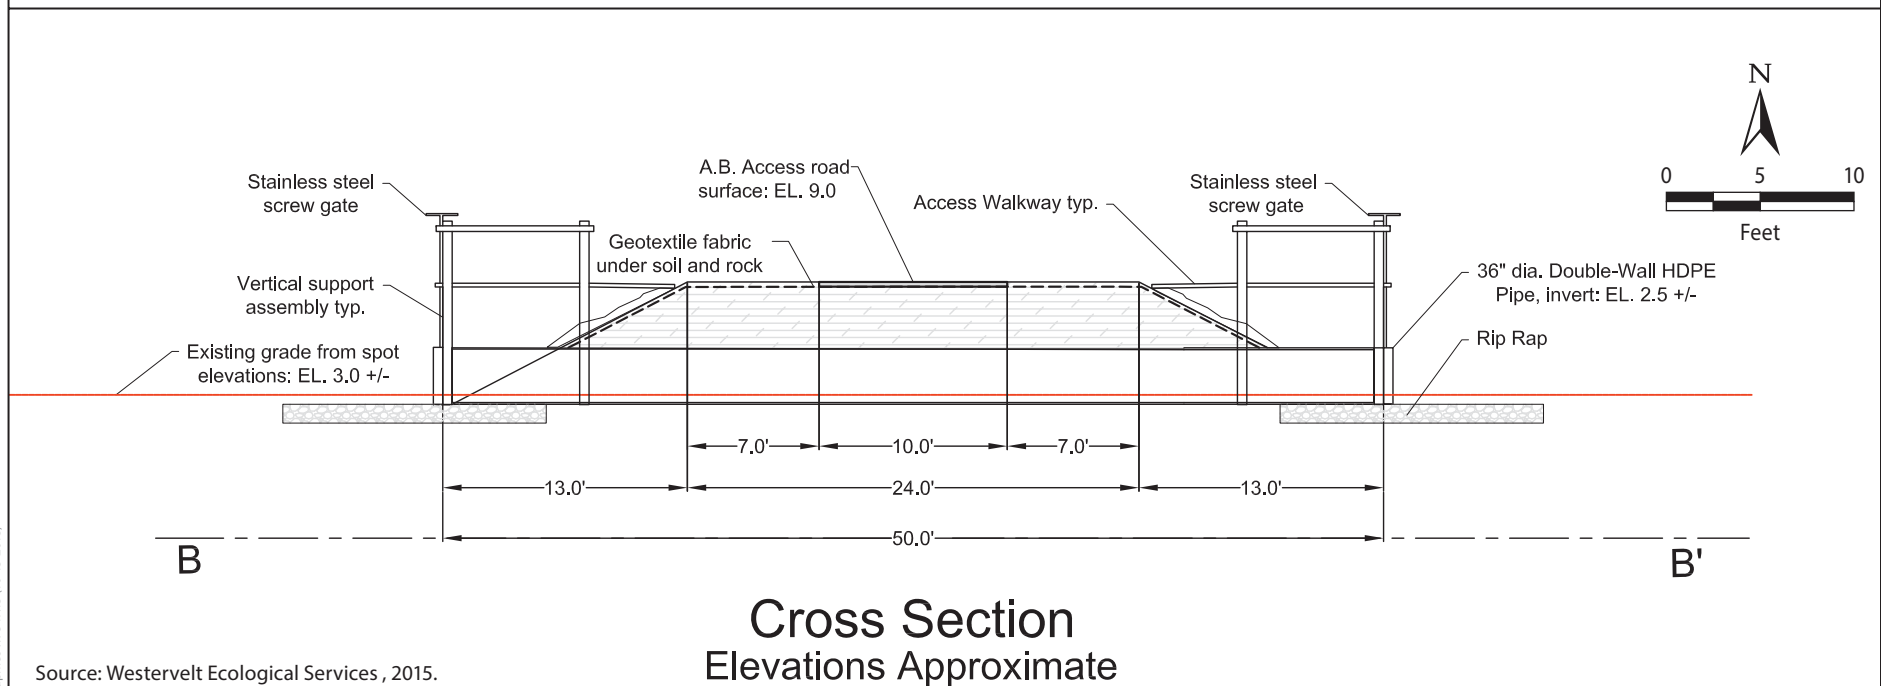 N
0 5 10
Feet
Stainless steel
screw gate
A.B. Access road
surface: EL. 9.0
Access Walkway typ.
Stainless steel
screw gate
Geotextile fabric
under soil and rock
Vertical support
assembly typ.
36" dia. Double-Wall HDPE
Pipe, invert: EL. 2.5 +/-
Rip Rap
Existing grade from spot
elevations: EL. 3.0 +/-
7.0' 10.0' 7.0'
13.0' 24.0' 13.0'
50.0'
B B'
Cross Section
Elevations Approximate
Source: Westervelt Ecological Services , 2015.